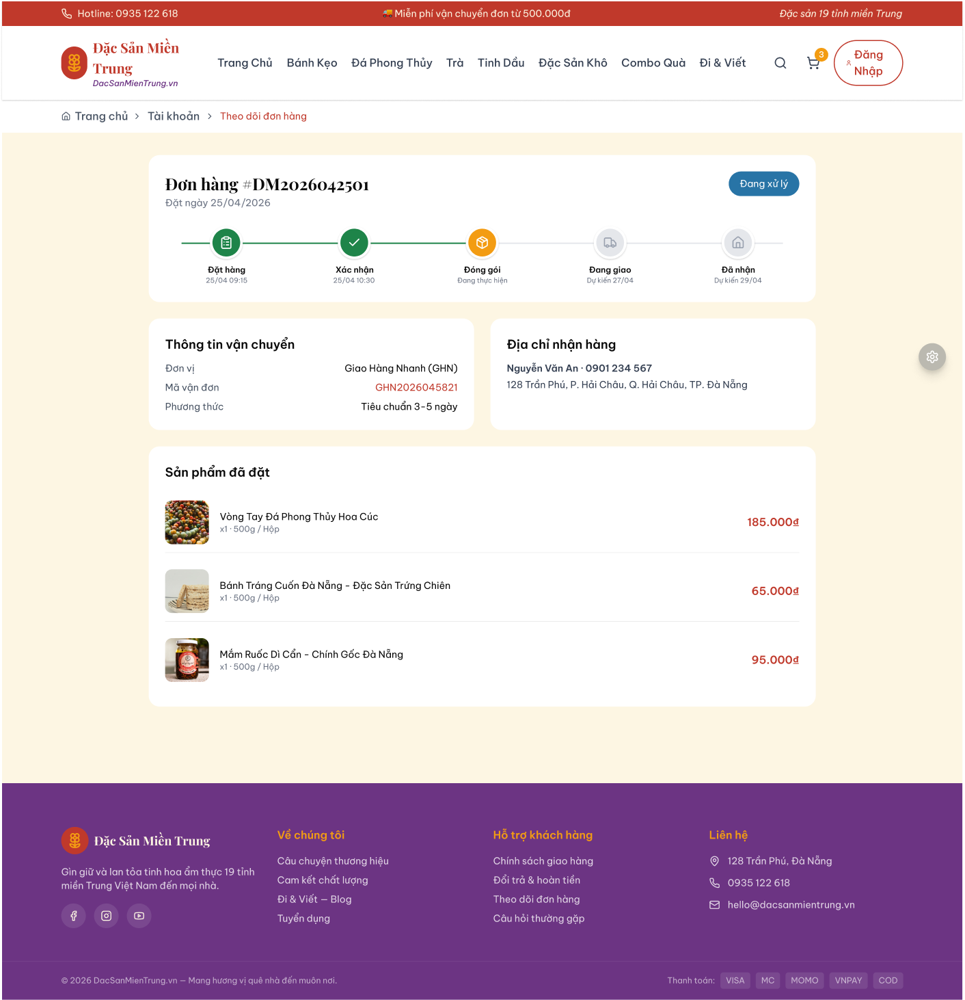 Hotline: 0935 122 618
🚚 Miễn phí vận chuyển đơn từ 500.000đ
Đặc sản 19 tỉnh miền Trung
Đặc Sản Miền
Trung
DacSanMienTrung.vn
Trang Chủ
Bánh Kẹo
Đá Phong Thủy
Trà
Tinh Dầu
Đặc Sản Khô
Combo Quà
Đi & Viết
3
Đăng
Nhập
Trang chủ > Tài khoản > Theo dõi đơn hàng
Đơn hàng #DM2026042501
Đang xử lý
Đặt ngày 25/04/2026
Đặt hàng
25/04 09:15
Xác nhận
25/04 10:30
Đóng gói
Đang thực hiện
Đang giao
Dự kiến 27/04
Đã nhận
Dự kiến 29/04
Thông tin vận chuyển
Đơn vị
Giao Hàng Nhanh (GHN)
Mã vận đơn
GHN2026045821
Phương thức
Tiêu chuẩn 3-5 ngày
Địa chỉ nhận hàng
Nguyễn Văn An · 0901 234 567
128 Trần Phú, P. Hải Châu, Q. Hải Châu, TP. Đà Nẵng
Sản phẩm đã đặt
Vòng Tay Đá Phong Thủy Hoa Cúc
x1 · 500g / Hộp
185.000₫
Bánh Tráng Cuốn Đà Nẵng - Đặc Sản Trứng Chiên
x1 · 500g / Hộp
65.000₫
Mắm Ruốc Dì Cẩn - Chính Gốc Đà Nẵng
x1 · 500g / Hộp
95.000₫
Đặc Sản Miền Trung
Gìn giữ và lan tỏa tinh hoa ẩm thực 19 tỉnh
miền Trung Việt Nam đến mọi nhà.
Về chúng tôi
Câu chuyện thương hiệu
Cam kết chất lượng
Đi & Viết — Blog
Tuyển dụng
Hỗ trợ khách hàng
Chính sách giao hàng
Đổi trả & hoàn tiền
Theo dõi đơn hàng
Câu hỏi thường gặp
Liên hệ
128 Trần Phú, Đà Nẵng
0935 122 618
hello@dacsanmientrung.vn
© 2026 DacSanMienTrung.vn — Mang hương vị quê nhà đến muôn nơi.
Thanh toán:
VISA
MC
MOMO
VNPAY
COD